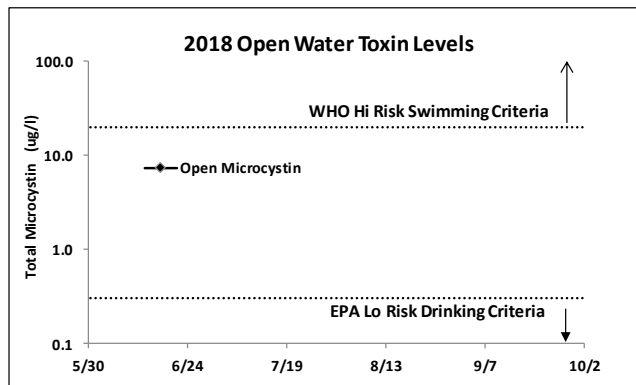 2018 Open Water Toxin Levels
Total Microcystin (ug/l)
100.0
10.0
1.0
0.1
WHO Hi Risk Swimming Criteria
Open Microcystin
EPA Lo Risk Drinking Criteria
5/30 6/24 7/19 8/13 9/7 10/2